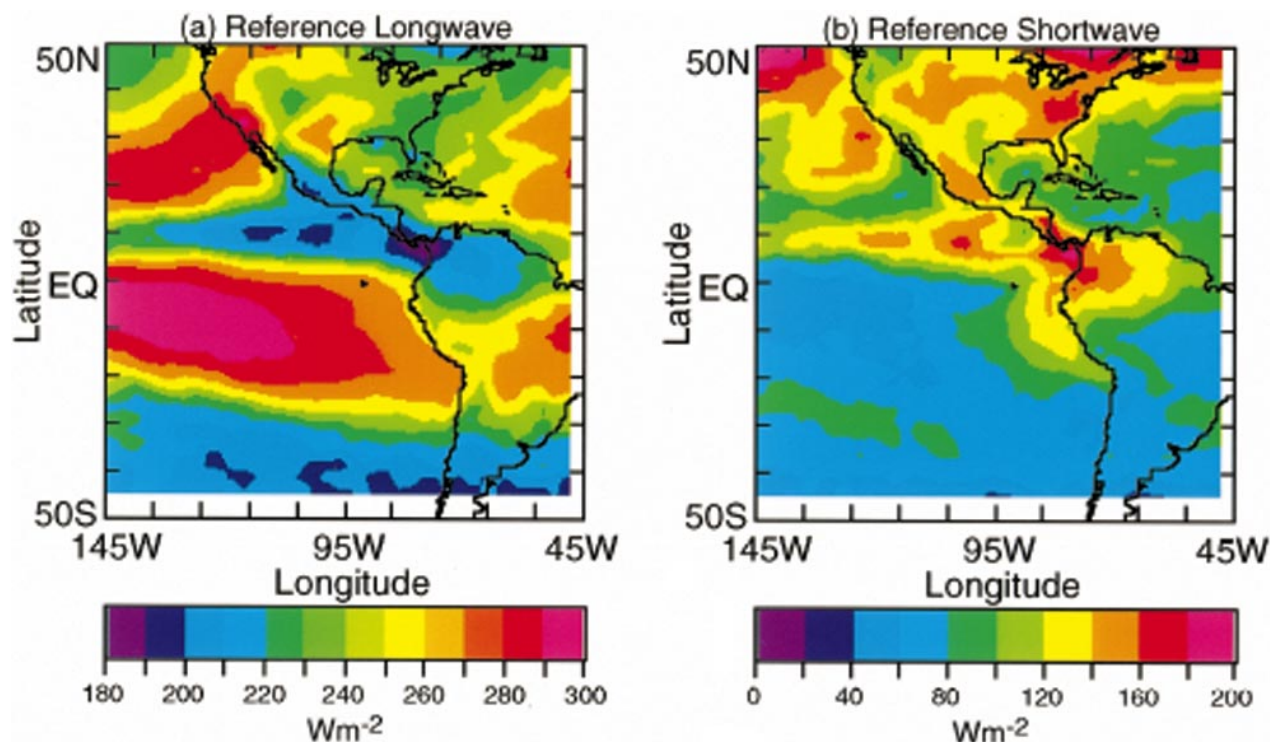 (a) Reference Longwave
50N
EQ
50S
Latitude
145W 95W 45W
Longitude
180 200 220 240 260 280 300
Wm-2
(b) Reference Shortwave
50N
EQ
50S
Latitude
145W 95W 45W
Longitude
0 40 80 120 160 200
Wm-2